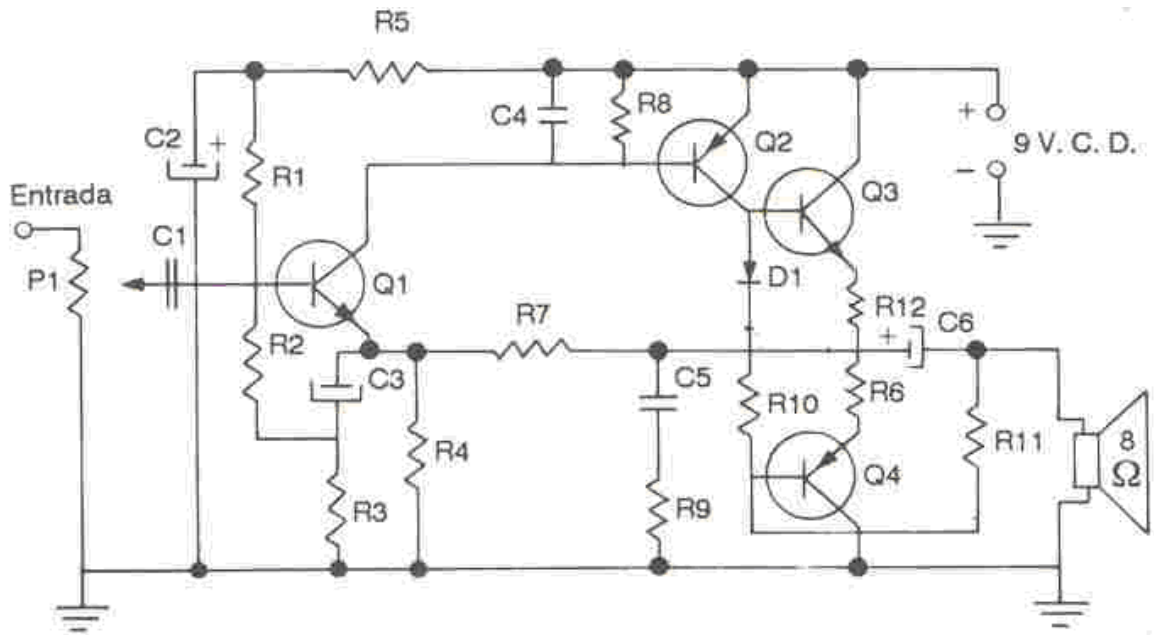 R5
C4
R8
Q2
+
9 V. C. D.
−
C2
+
R1
Q3
Entrada
P1
C1
Q1
D1
R12
R7
+
C6
R2
C3
C5
R10
R6
R11
8
Ω
R4
Q4
R3
R9